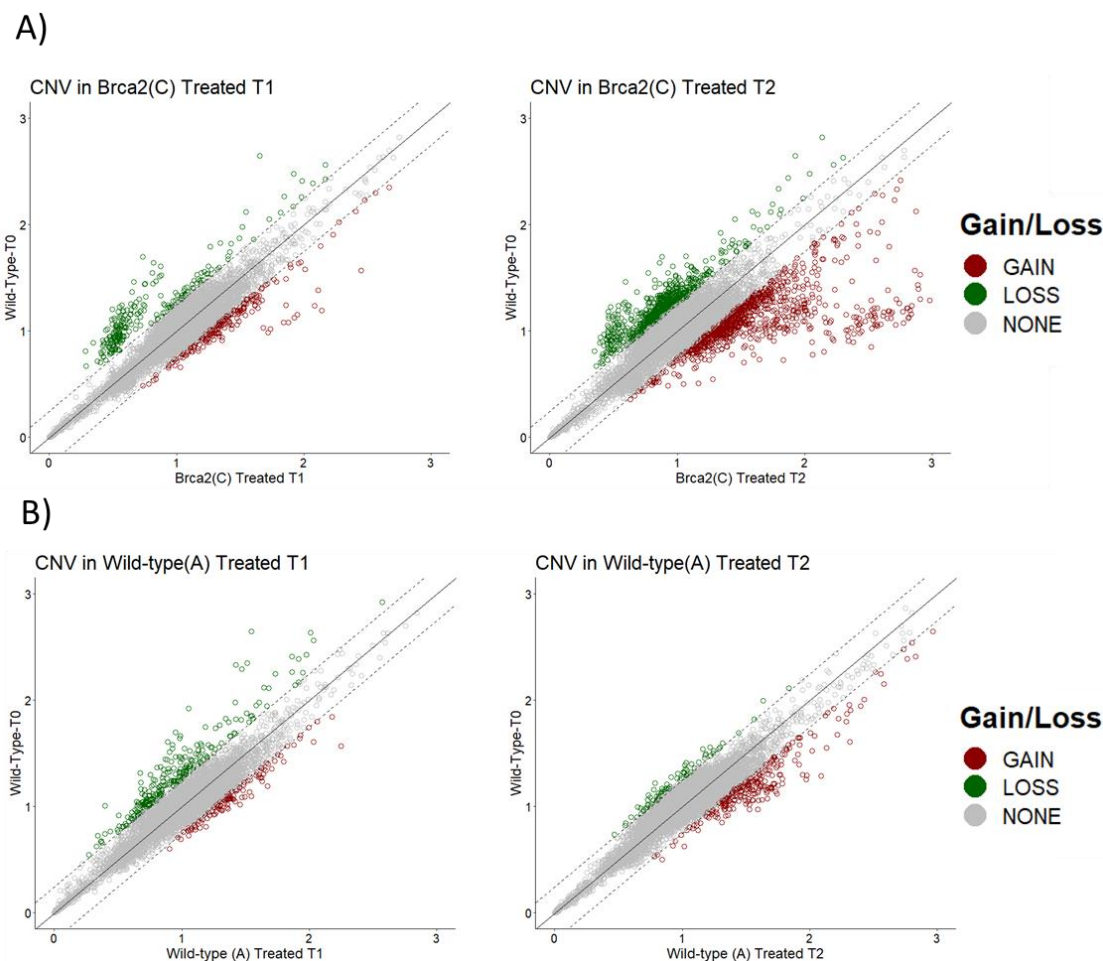 A)
CNV in Brca2(C) Treated T1
3
2
1
0
Wild-Type-T0
0 1 2 3
Brca2(C) Treated T1
CNV in Brca2(C) Treated T2
3
2
1
0
Wild-Type-T0
0 1 2 3
Brca2(C) Treated T2
Gain/Loss
GAIN
LOSS
NONE
B)
CNV in Wild-type(A) Treated T1
3
2
1
0
Wild-Type-T0
0 1 2 3
Wild-type (A) Treated T1
CNV in Wild-type(A) Treated T2
3
2
1
0
Wild-Type-T0
0 1 2 3
Wild-type (A) Treated T2
Gain/Loss
GAIN
LOSS
NONE